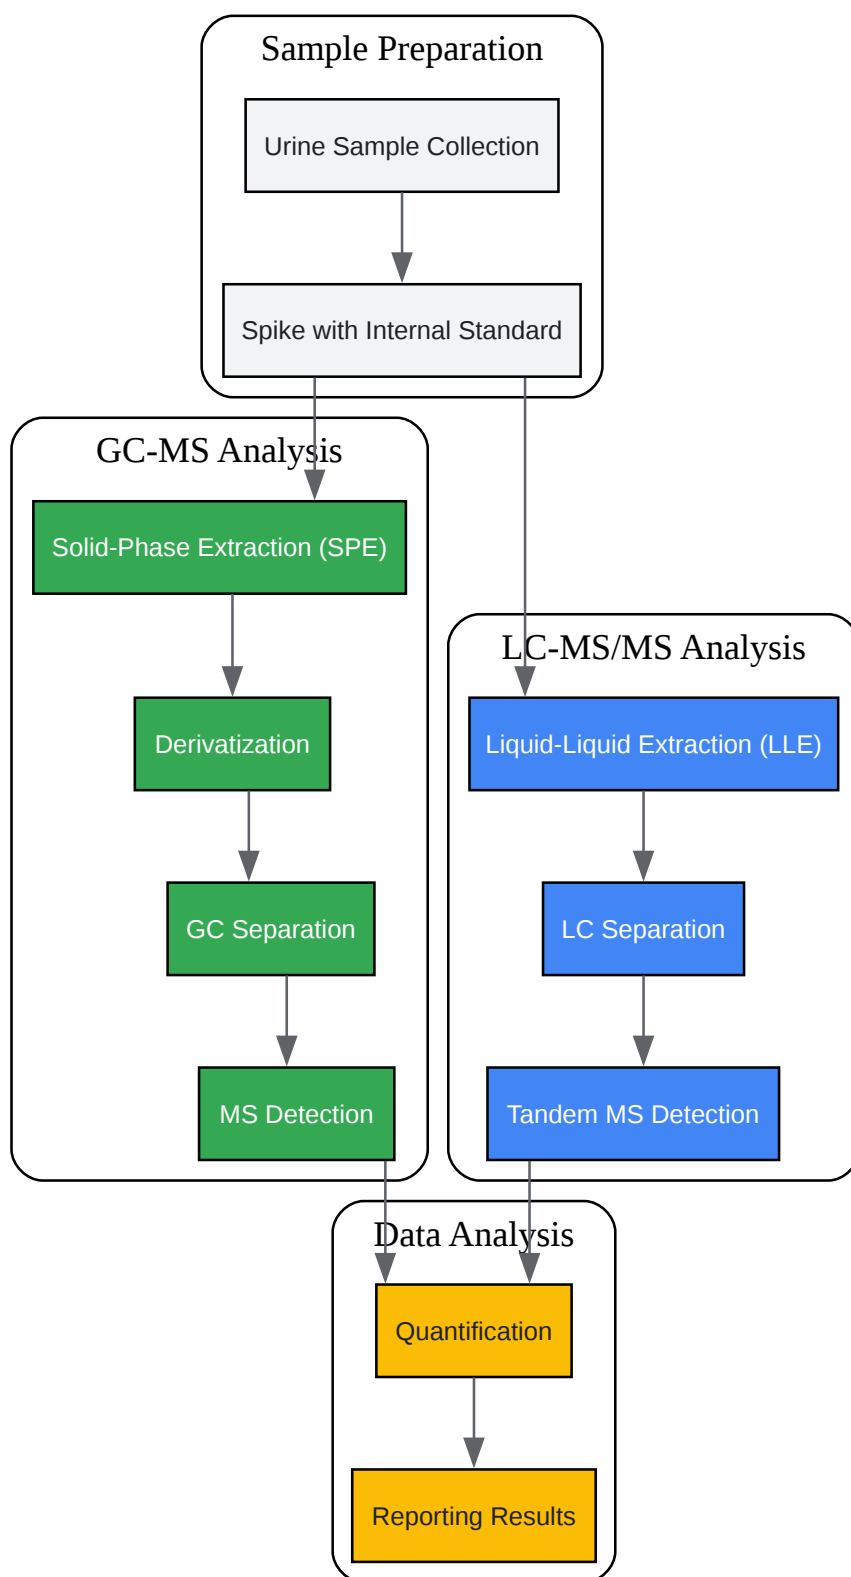 Sample Preparation
Urine Sample Collection
Spike with Internal Standard
GC-MS Analysis
Solid-Phase Extraction (SPE)
Derivatization
GC Separation
MS Detection
LC-MS/MS Analysis
Liquid-Liquid Extraction (LLE)
LC Separation
Tandem MS Detection
Data Analysis
Quantification
Reporting Results